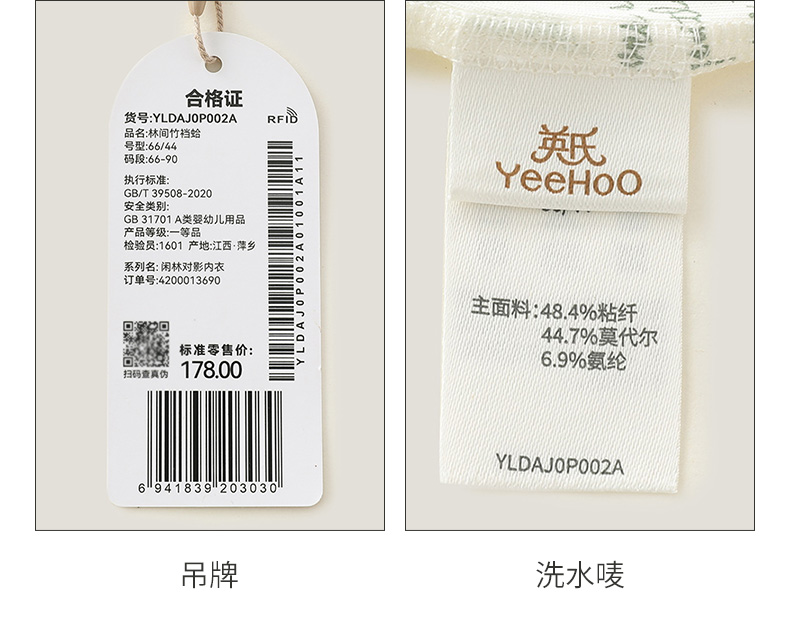 合格证
货号:YLDAJ0P002A
RFID
品名:林间竹裆蛤
号型:66/44
码段:66-90
执行标准:
GB/T 39508-2020
安全类别:
GB 31701 A类婴幼儿用品
产品等级:一等品
检验员:1601 产地:江西·萍乡
系列名: 闲林对影内衣
订单号:4200013690
YLDAJ0P002A01001A11
扫码查真伪
标准零售价:
178.00
6 941839 203030
吊牌
英氏
YeeHoO
主面料:48.4%粘纤
44.7%莫代尔
6.9%氨纶
YLDAJ0P002A
洗水唛